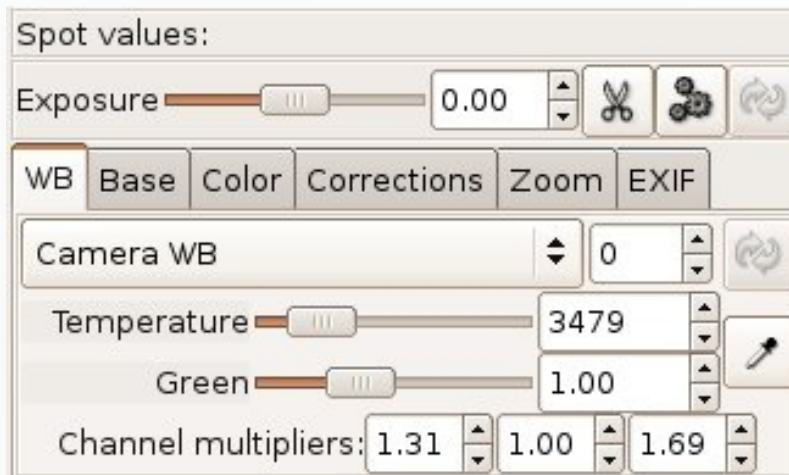 Spot values:
Exposure 0.00
WB Base Color Corrections Zoom EXIF
Camera WB 0
Temperature 3479
Green 1.00
Channel multipliers: 1.31 1.00 1.69